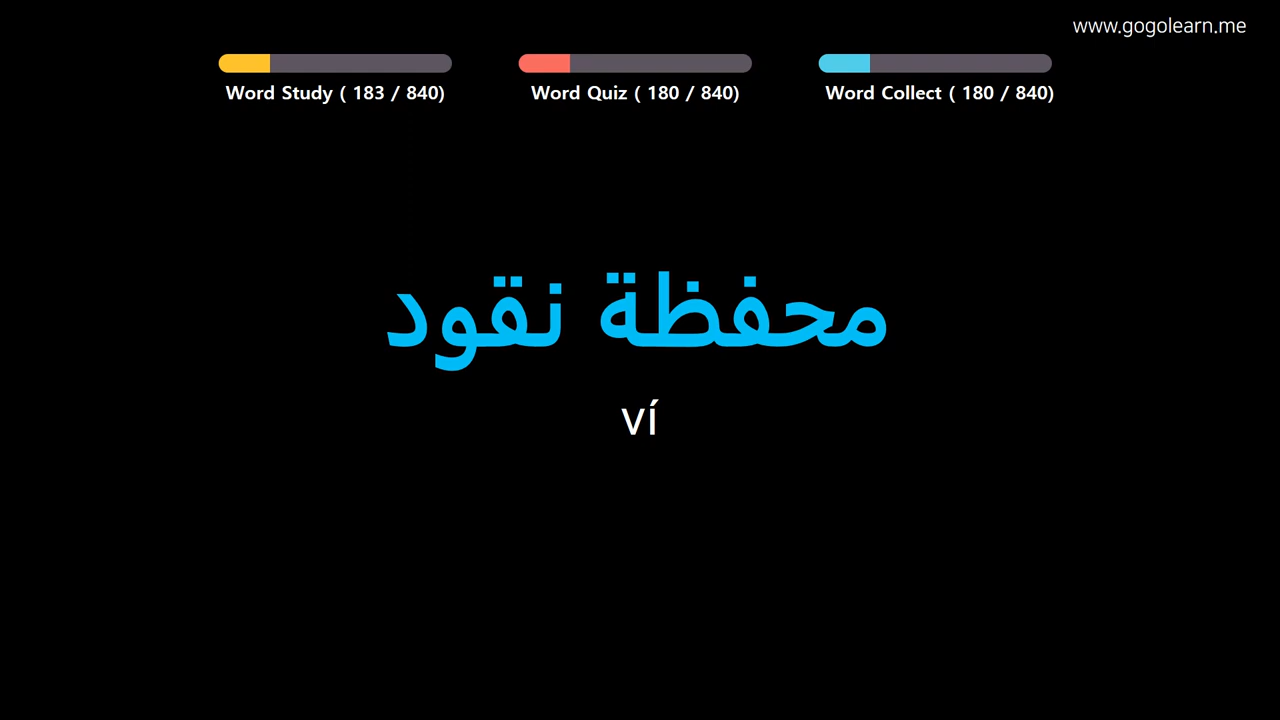 www.gogolearn.me
Word Study ( 183 / 840)
Word Quiz ( 180 / 840)
Word Collect ( 180 / 840)
محفظة نقود
ví